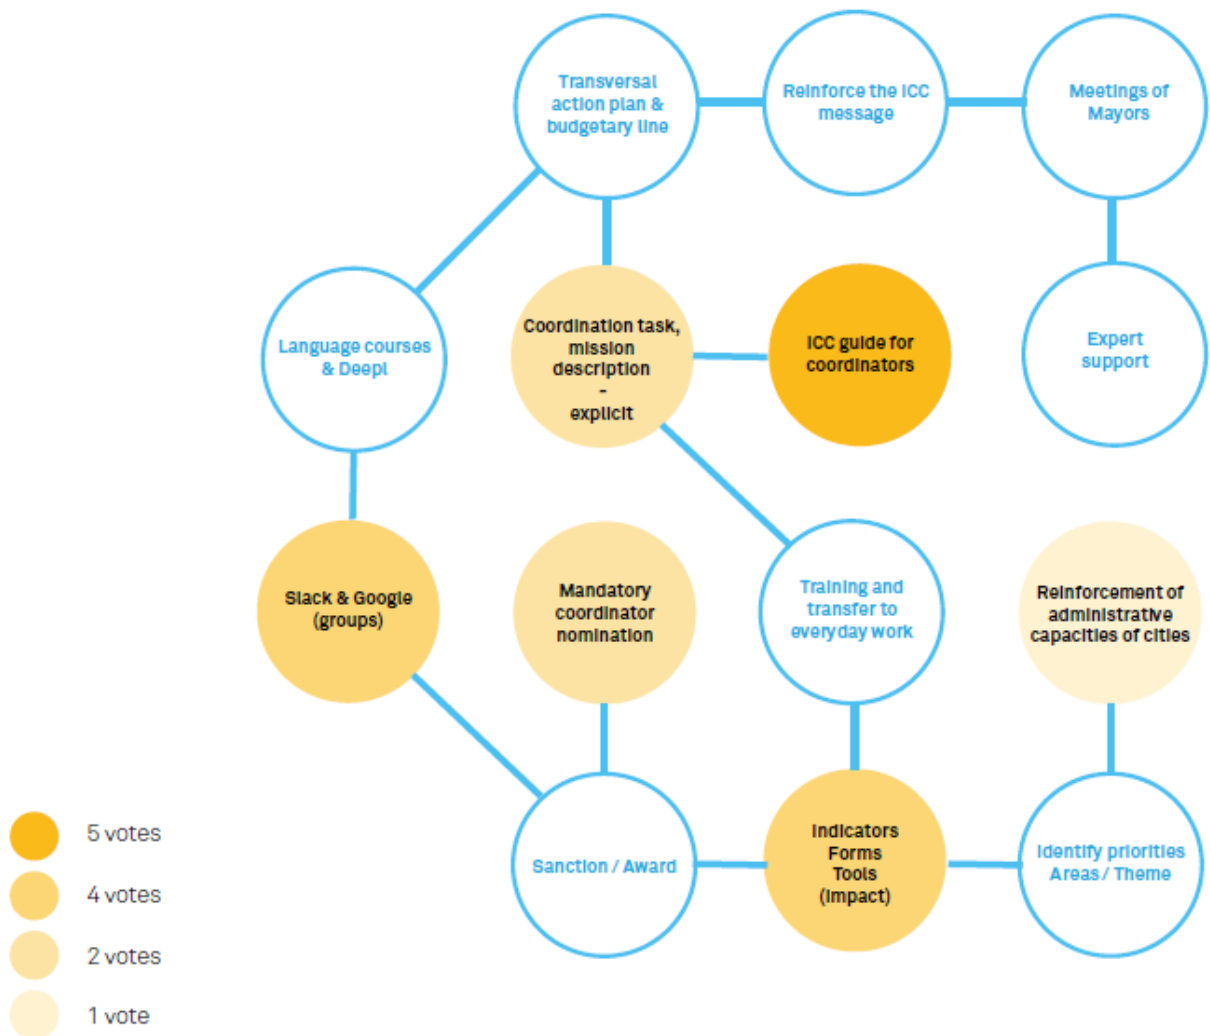 Transversal
action plan &
budgetary line
Reinforce the ICC
message
Meetings of
Mayors
Language courses
& Deepl
Coordination task,
mission
description
-
explicit
ICC guide for
coordinators
Expert
support
Slack & Google
(groups)
Mandatory
coordinator
nomination
Training and
transfer to
everyday work
Reinforcement of
administrative
capacities of cities
Sanction / Award
Indicators
Forms
Tools
(Impact)
Identify priorities
Areas / Theme
5 votes
4 votes
2 votes
1 vote